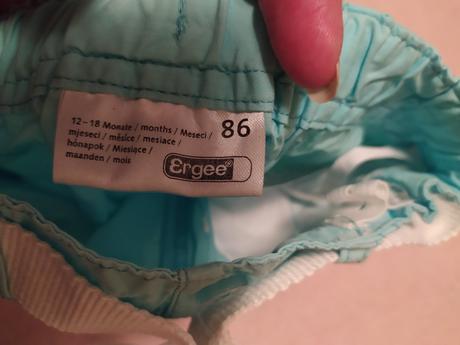 12-18 Monate / months / Meseci /
mjeseci / měsíce / mesiace /
hónapok / Miesiące /
maanden / mois
86
Ergee®